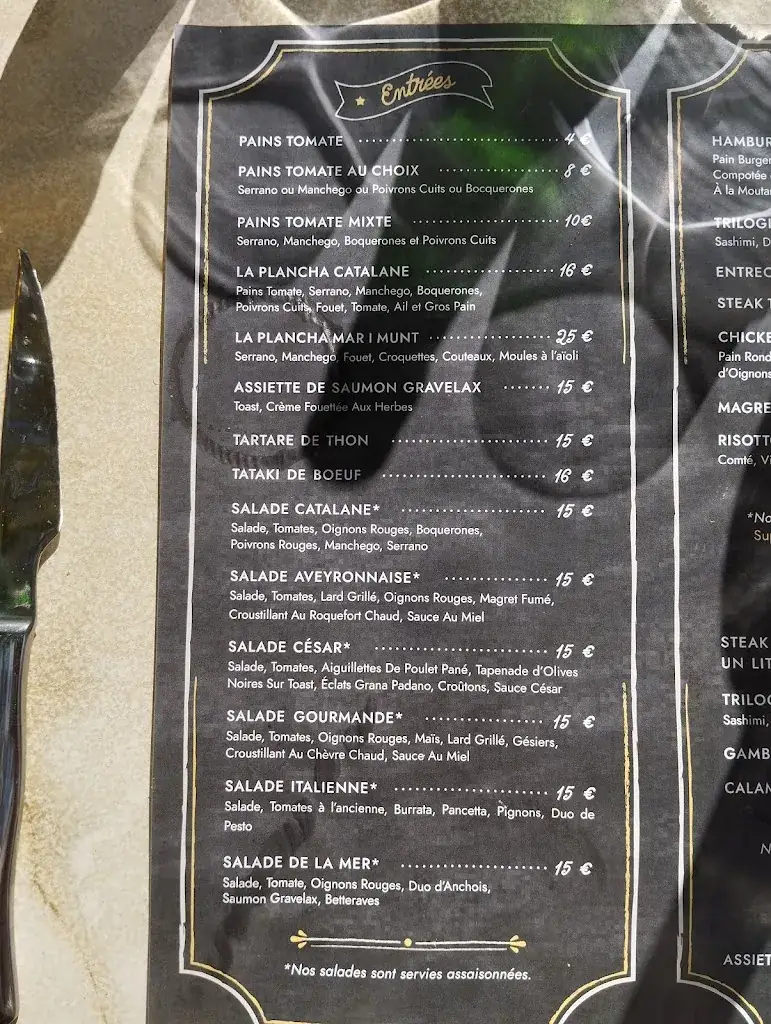 Entrées
PAINS TOMATE 4 €
PAINS TOMATE AU CHOIX 8 €
Serrano ou Manchego ou Poivrons Cuits ou Bocquerones
PAINS TOMATE MIXTE 10€
Serrano, Manchego, Boquerones et Poivrons Cuits
LA PLANCHA CATALANE 16 €
Pains Tomate, Serrano, Manchego, Boquerones,
Poivrons Cuits, Fouet, Tomate, Ail et Gros Pain
LA PLANCHA MAR I MUNT 25 €
Serrano, Manchego, Fouet, Croquettes, Couteaux, Moules à l'aïoli
ASSIETTE DE SAUMON GRAVELAX 15 €
Toast, Crème Fouettée Aux Herbes
TARTARE DE THON 15 €
TATAKI DE BOEUF 16 €
SALADE CATALANE* 15 €
Salade, Tomates, Oignons Rouges, Boquerones,
Poivrons Rouges, Manchego, Serrano
SALADE AVEYRONNAISE* 15 €
Salade, Tomates, Lard Grillé, Oignons Rouges, Magret Fumé,
Croustillant Au Roquefort Chaud, Sauce Au Miel
SALADE CÉSAR* 15 €
Salade, Tomates, Aiguillettes De Poulet Pané, Tapenade d'Olives
Noires Sur Toast, Éclats Grana Padano, Croûtons, Sauce César
SALADE GOURMANDE* 15 €
Salade, Tomates, Oignons Rouges, Maïs, Lard Grillé, Gésiers,
Croustillant Au Chèvre Chaud, Sauce Au Miel
SALADE ITALIENNE* 15 €
Salade, Tomates à l'ancienne, Burrata, Pancetta, Pignons, Duo de
Pesto
SALADE DE LA MER* 15 €
Salade, Tomate, Oignons Rouges, Duo d'Anchois,
Saumon Gravelax, Betteraves
*Nos salades sont servies assaisonnées.
HAMBUR
Pain Burger
Compotée
À la Mouta
TRILOGI
Sashimi, D
ENTREC
STEAK T
CHICKE
Pain Rond
d'Oignons
MAGRE
RISOTT
Comté, Vi
*No
Sup
STEAK
UN LIT
TRILOG
Sashimi,
GAMB
CALAM
N
ASSIET